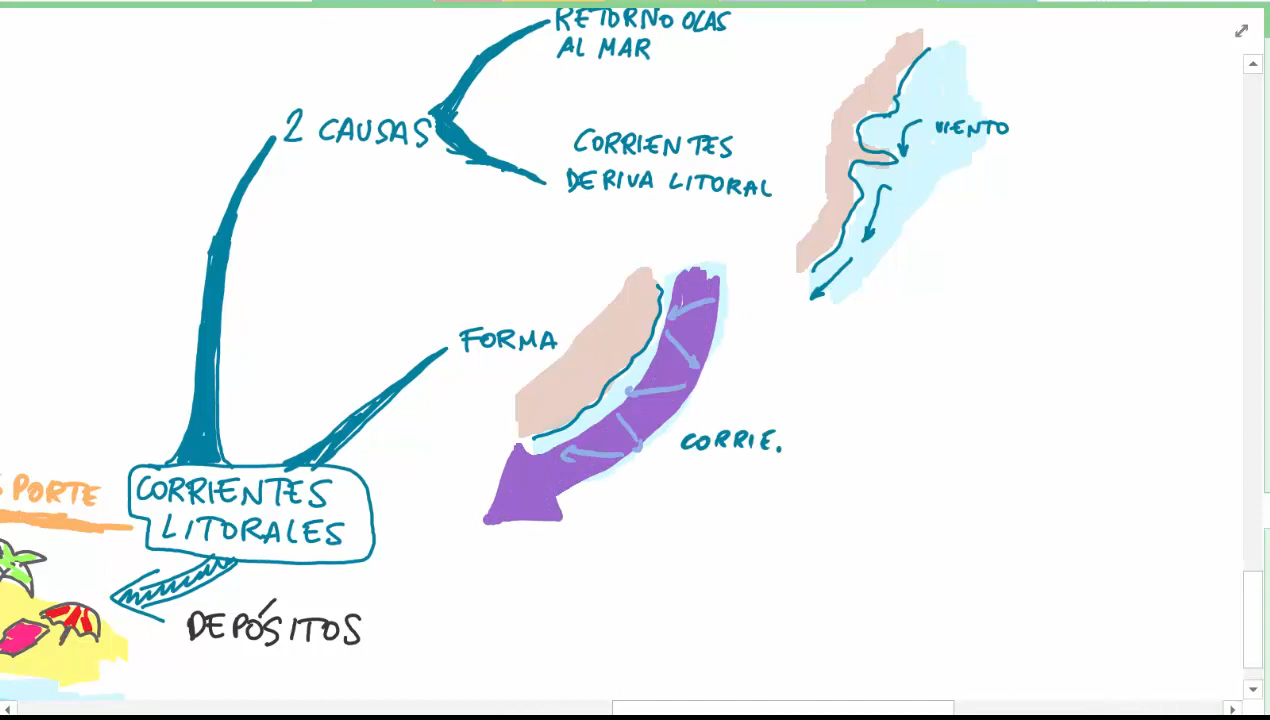 RETORNO OLAS
AL MAR
2 CAUSAS
CORRIENTES
DERIVA LITORAL
VIENTO
FORMA
CORRIE.
PORTE
CORRIENTES
LITORALES
DEPÓSITOS